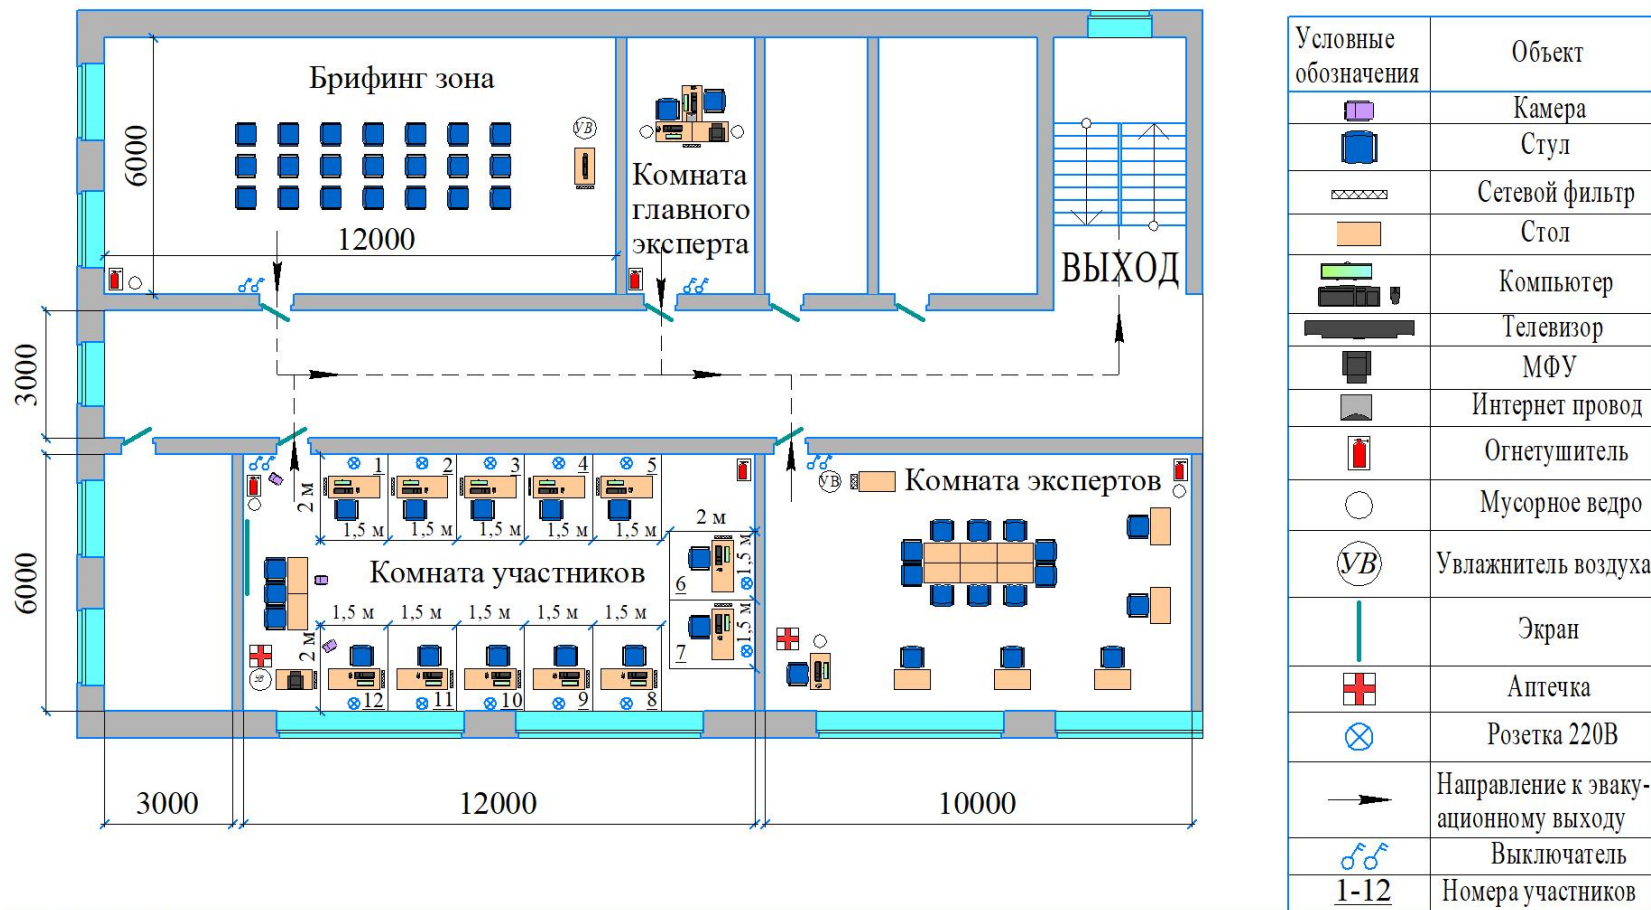 Брифинг зона
УВ
6000
12000
Комната
главного
эксперта
ВЫХОД
3000
6000
1
2
3
4
5
2 м
1,5 м
1,5 м
1,5 м
1,5 м
1,5 м
2 м
1,5 м
6
Комната участников
1,5 м
1,5 м
1,5 м
1,5 м
1,5 м
1,5 м
7
2 м
12
11
10
9
8
УВ
Комната экспертов
3000
12000
10000
Условные
обозначения
Объект
Камера
Стул
Сетевой фильтр
Стол
Компьютер
Телевизор
МФУ
Интернет провод
Огнетушитель
Мусорное ведро
УВ
Увлажнитель воздуха
Экран
Аптечка
Розетка 220В
Направление к эваку-
ационному выходу
Выключатель
1-12
Номера участников